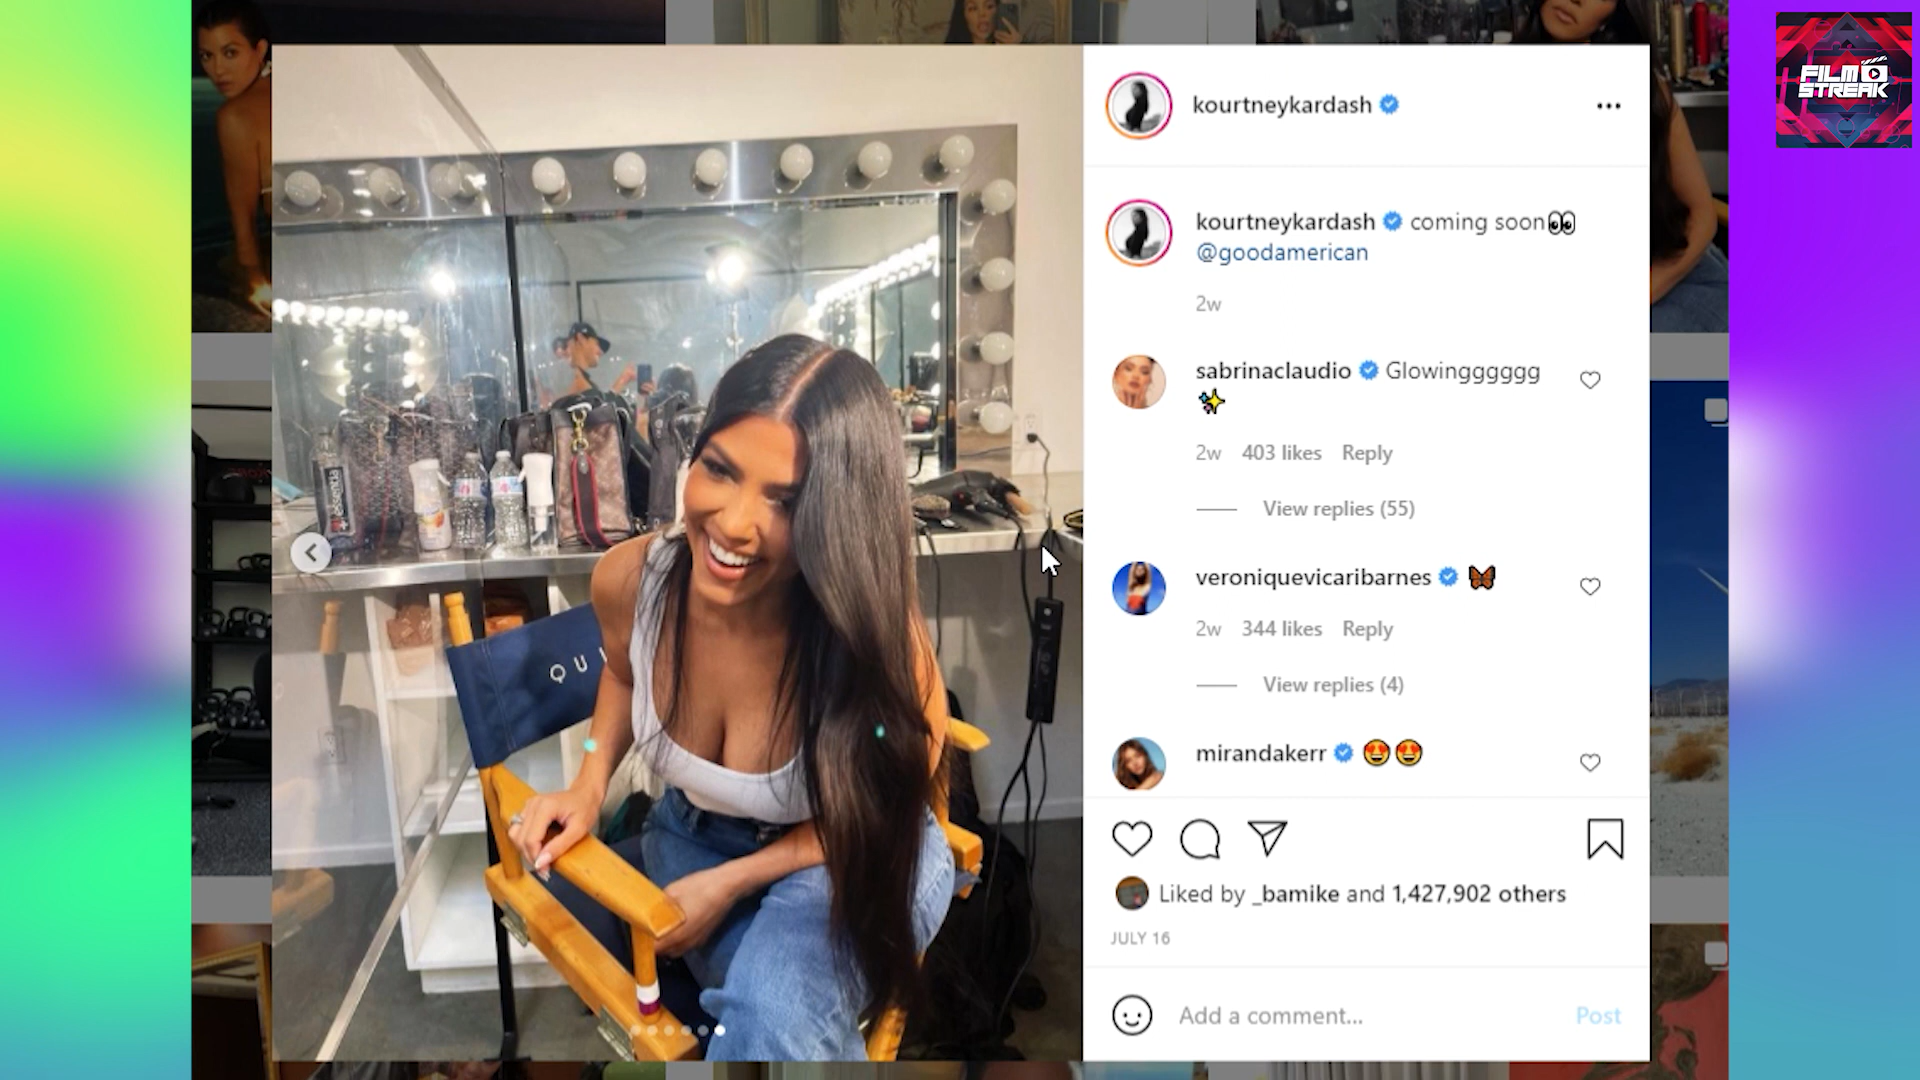 FILM
STREAK
kourtneykardash
kourtneykardash coming soon👀
@goodamerican
2w
sabrinaclaudio Glowingggggg
✨
2w 403 likes Reply
View replies (55)
veroniquevicaribarnes 🦋
2w 344 likes Reply
View replies (4)
mirandakerr 😍😍
Liked by _bamike and 1,427,902 others
JULY 16
Add a comment... Post
essentia
QU